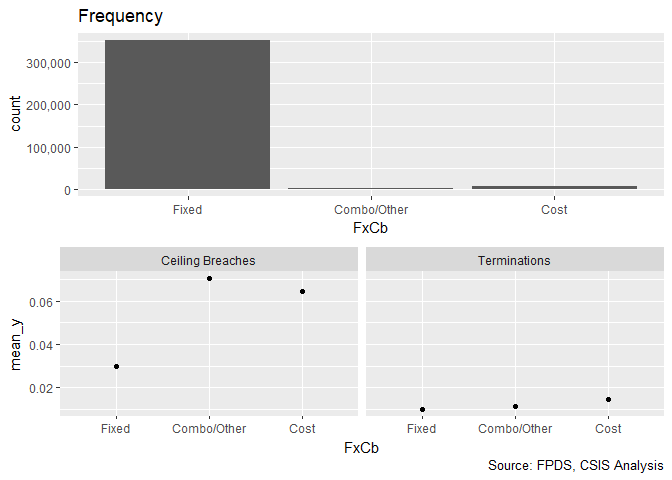 Frequency
300,000
200,000
100,000
0
count
Fixed Combo/Other Cost
FxCb
Ceiling Breaches Terminations
0.06
0.04
0.02
mean_y
Fixed Combo/Other Cost Fixed Combo/Other Cost
FxCb
Source: FPDS, CSIS Analysis